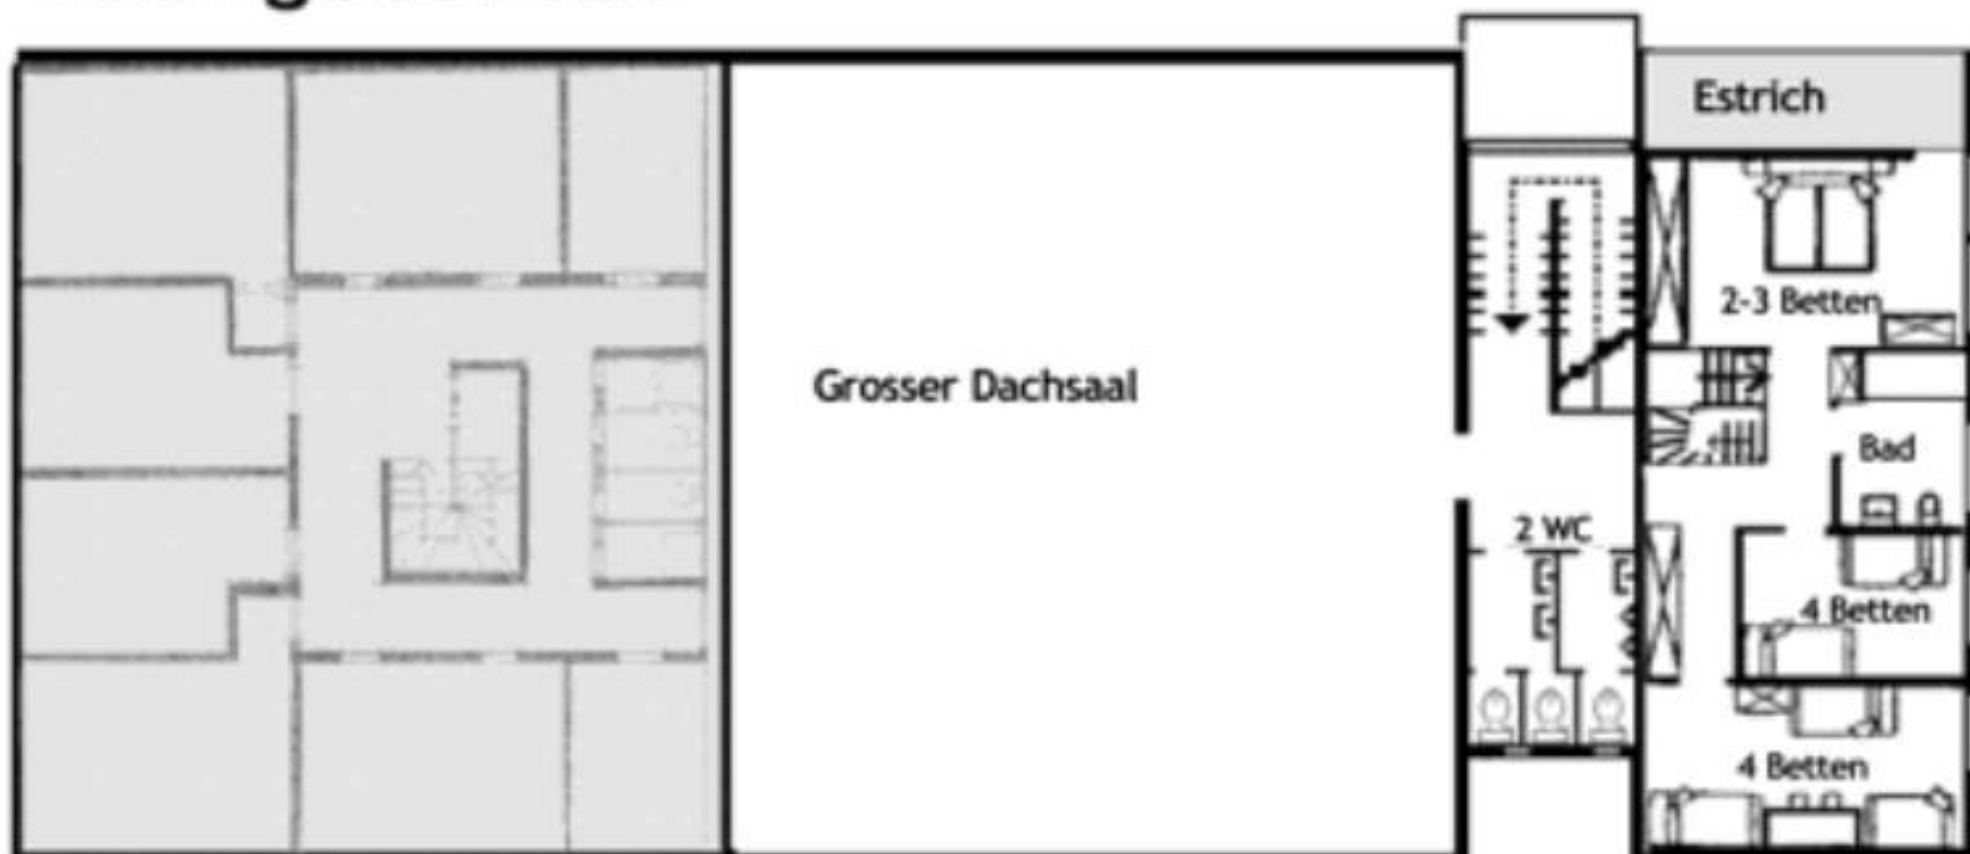 Estrich
2-3 Betten
Grosser Dachsaal
Bad
2 WC
4 Betten
4 Betten